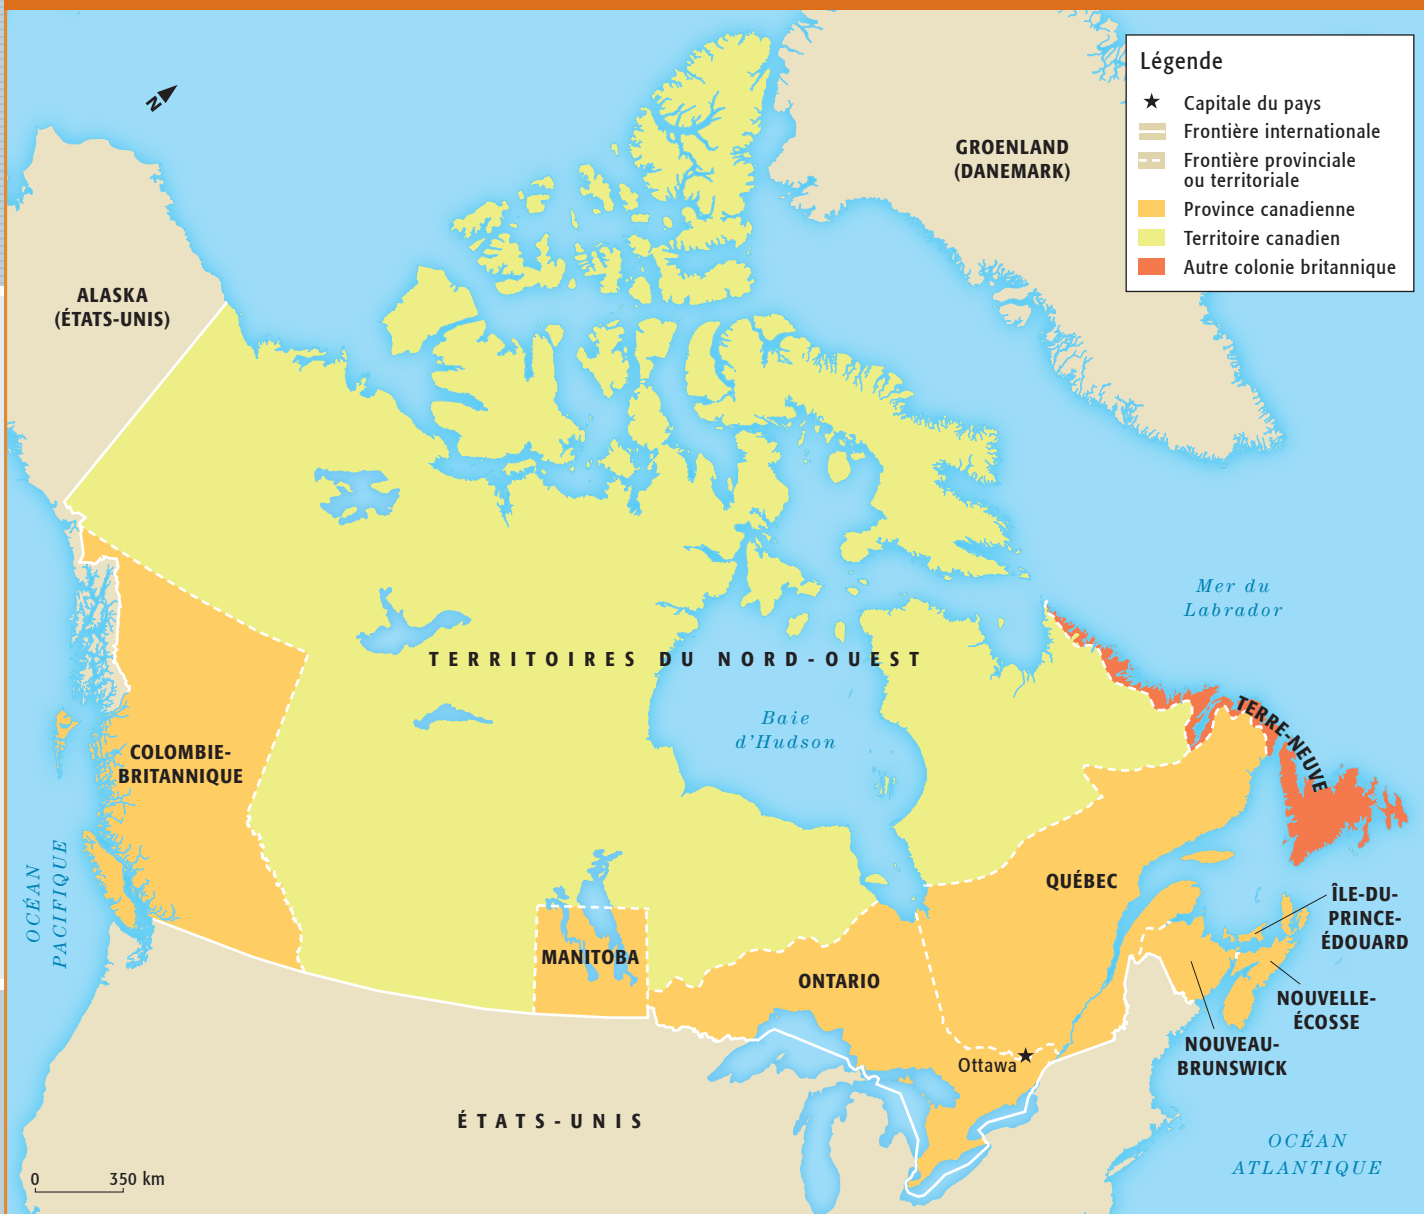 Légende
Capitale du pays
Frontière internationale
Frontière provinciale
ou territoriale
Province canadienne
Territoire canadien
Autre colonie britannique
N
GROENLAND
(DANEMARK)
ALASKA
(ÉTATS-UNIS)
Mer du
Labrador
TERRITOIRES DU NORD-OUEST
Baie
d'Hudson
TERRE-NEUVE
COLOMBIE-
BRITANNIQUE
OCÉAN
PACIFIQUE
QUÉBEC
ÎLE-DU-
PRINCE-
ÉDOUARD
MANITOBA
ONTARIO
NOUVELLE-
ÉCOSSE
NOUVEAU-
BRUNSWICK
Ottawa
ÉTATS-UNIS
OCÉAN
ATLANTIQUE
0 350 km